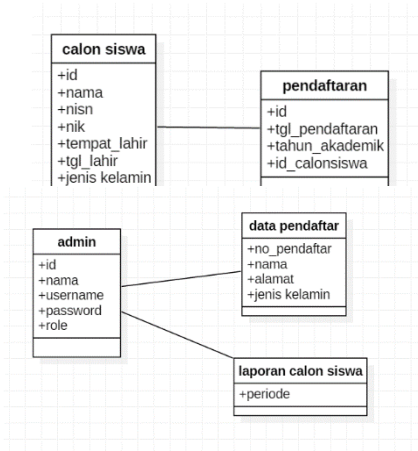 calon siswa
+id
+nama
+nisn
+nik
+tempat_lahir
+tgl_lahir
+jenis kelamin
pendaftaran
+id
+tgl_pendaftaran
+tahun_akademik
+id_calonsiswa
admin
+id
+nama
+username
+password
+role
data pendaftar
+no_pendaftar
+nama
+alamat
+jenis kelamin
laporan calon siswa
+periode